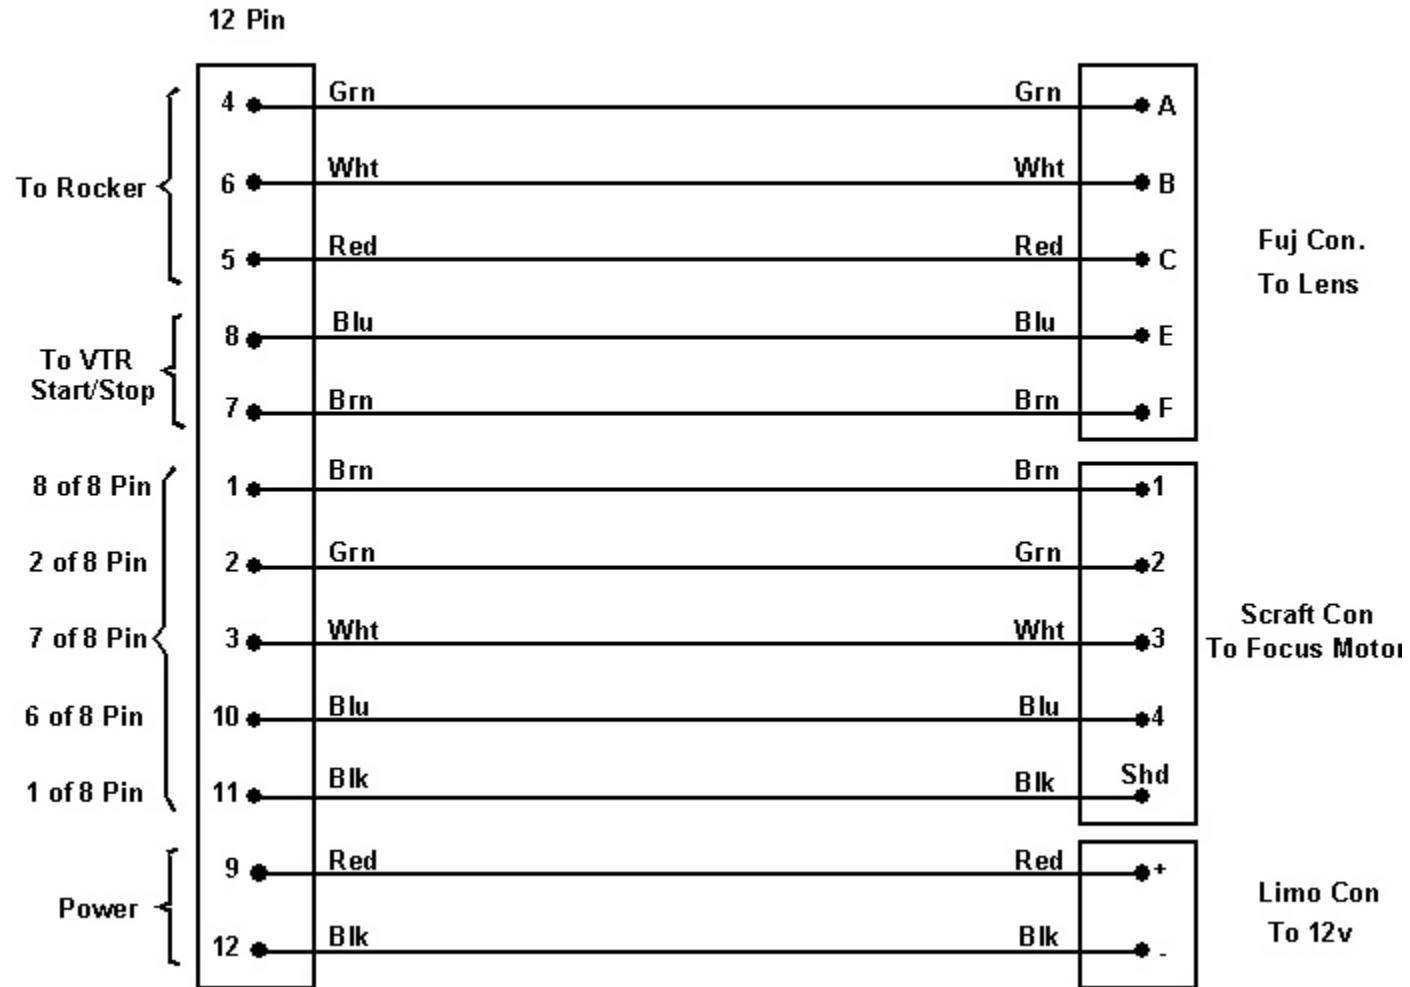 12 Pin
4 Grn Grn A
6 Wht Wht B
To Rocker
5 Red Red C
Fuj Con.
To Lens
8 Blu Blu E
To VTR
Start/Stop
7 Brn Brn F
8 of 8 Pin 1 Brn Brn 1
2 of 8 Pin 2 Grn Grn 2
7 of 8 Pin 3 Wht Wht 3
Scraft Con
To Focus Motor
6 of 8 Pin 10 Blu Blu 4
1 of 8 Pin 11 Blk Blk Shd
9 Red Red +
Power
12 Blk Blk -
Limo Con
To 12v